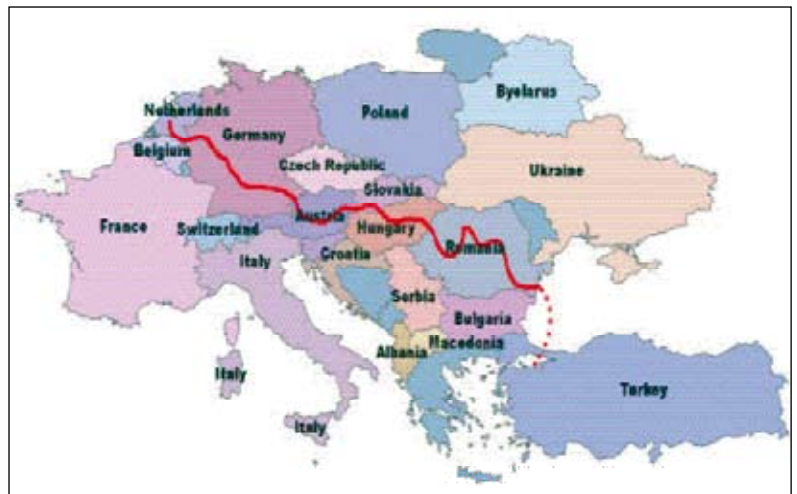 Netherlands
Byelarus
Poland
Germany
Belgium
Czech Republic
Ukraine
Slovakia
Austria
France
Switzerland
Hungary
Romania
Italy
Croatia
Serbia
Bulgaria
Albania
Macedonia
Italy
Turkey
Italy